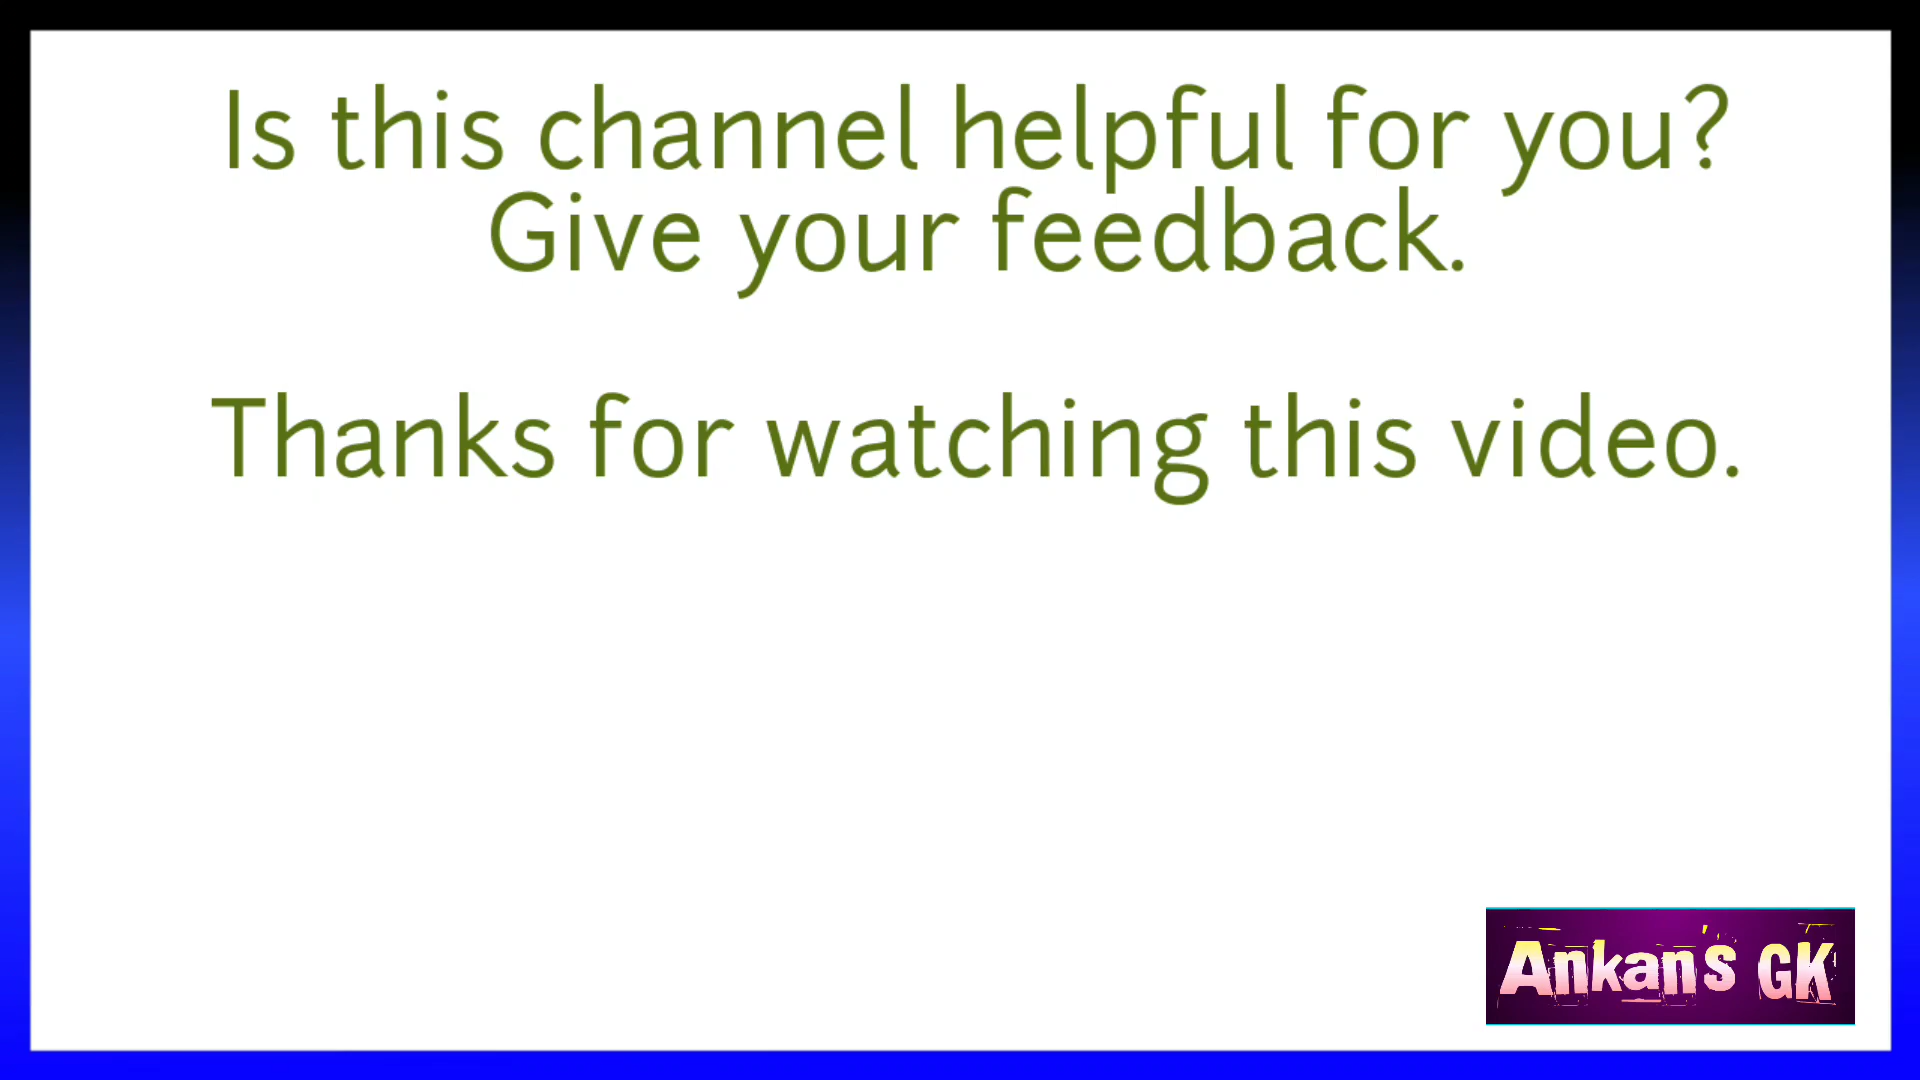 Is this channel helpful for you?
Give your feedback.
Thanks for watching this video.
Ankan's GK